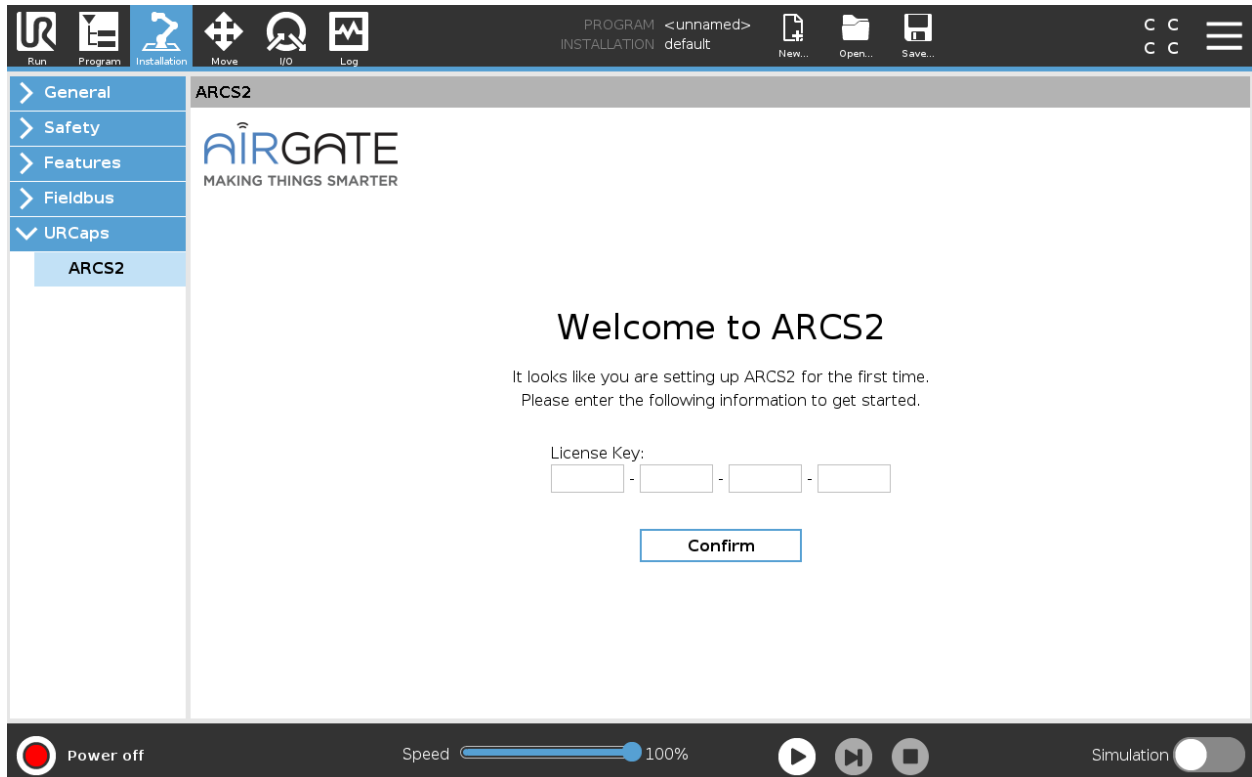 PROGRAM <unnamed>
INSTALLATION default
C C
C C
Run Program Installation Move I/O Log New... Open... Save...
General
Safety
Features
Fieldbus
URCaps
ARCS2
ARCS2
AIRGATE
MAKING THINGS SMARTER
Welcome to ARCS2
It looks like you are setting up ARCS2 for the first time.
Please enter the following information to get started.
License Key:
- - -
Confirm
Power off Speed 100% Simulation